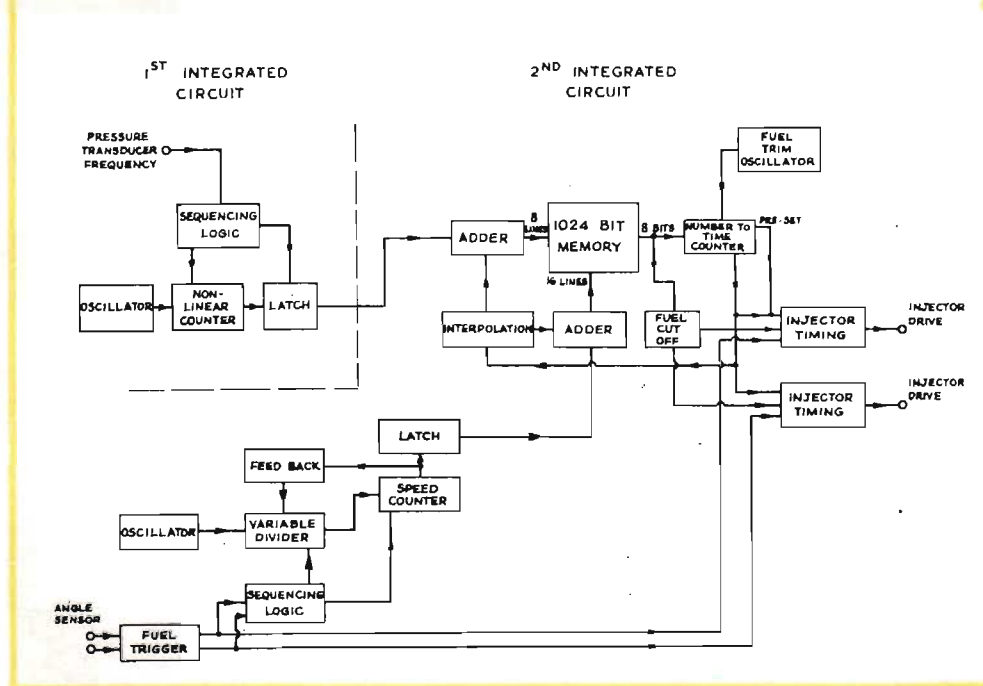 1ST INTEGRATED
CIRCUIT
2ND INTEGRATED
CIRCUIT
PRESSURE
TRANSDUCER
FREQUENCY
FUEL
TRIM
OSCILLATOR
SEQUENCING
LOGIC
ADDER
8
LINES
1024 BIT
MEMORY
8 BITS
NUMBER TO
TIME
COUNTER
PRE-SET
OSCILLATOR
NON-
LINEAR
COUNTER
LATCH
16 LINES
INTERPOLATION
ADDER
FUEL
CUT
OFF
INJECTOR
TIMING
INJECTOR
DRIVE
INJECTOR
TIMING
INJECTOR
DRIVE
LATCH
FEED BACK
SPEED
COUNTER
OSCILLATOR
VARIABLE
DIVIDER
SEQUENCING
LOGIC
ANGLE
SENSOR
FUEL
TRIGGER